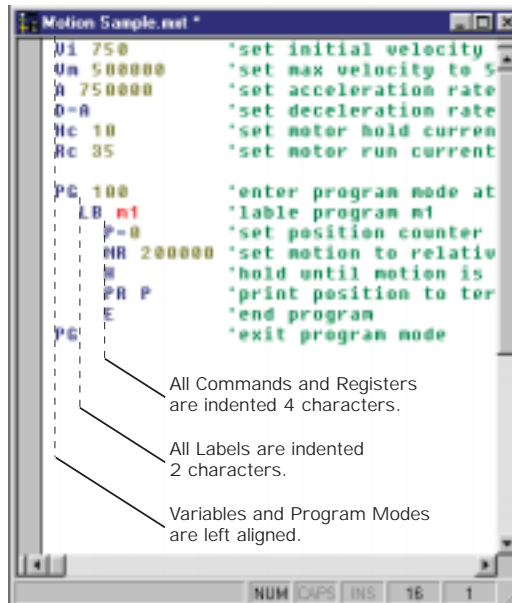 Motion Sample.mxt *
Vi 750 'set initial velocity
Vm 500000 'set max velocity to 5
A 750000 'set acceleration rate
D=A 'set deceleration rate
Hc 10 'set motor hold curren
Rc 35 'set motor run current
PG 100 'enter program mode at
LB m1 'lable program m1
P=0 'set position counter
MR 200000 'set motion to relativ
H 'hold until motion is
PR P 'print position to ter
E 'end program
PG 'exit program mode
All Commands and Registers
are indented 4 characters.
All Labels are indented
2 characters.
Variables and Program Modes
are left aligned.
NUM CAPS INS 16 1